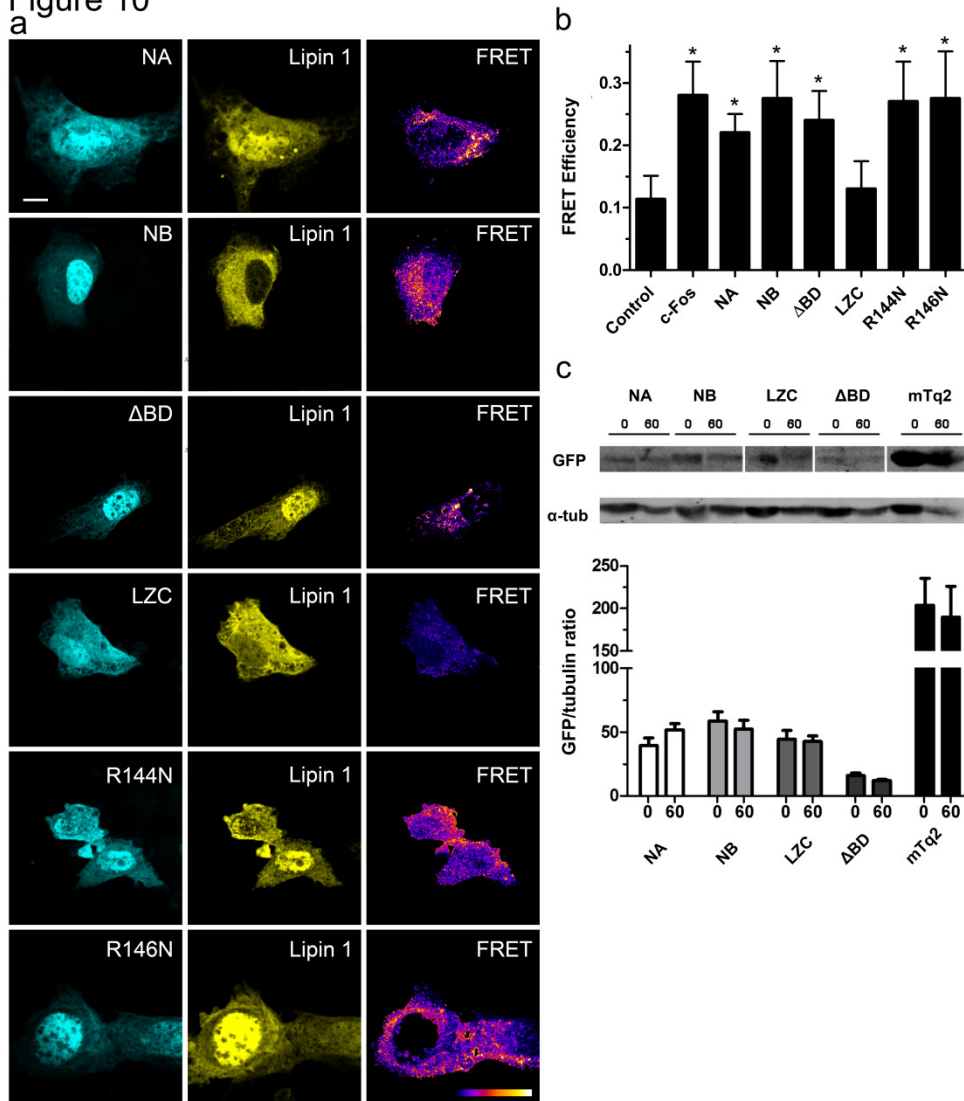 Figure 10
a
NA Lipin 1 FRET
NB Lipin 1 FRET
ΔBD Lipin 1 FRET
LZC Lipin 1 FRET
R144N Lipin 1 FRET
R146N Lipin 1 FRET
b
FRET Efficiency
0.3
0.2
0.1
0.0
* * * * * *
Control c-Fos NA NB ΔBD LZC R144N R146N
c
NA NB LZC ΔBD mTq2
0 60 0 60 0 60 0 60 0 60
GFP
α-tub
GFP/tubulin ratio
250
200
150
100
50
0
0 60 0 60 0 60 0 60 0 60
NA NB LZC ΔBD mTq2